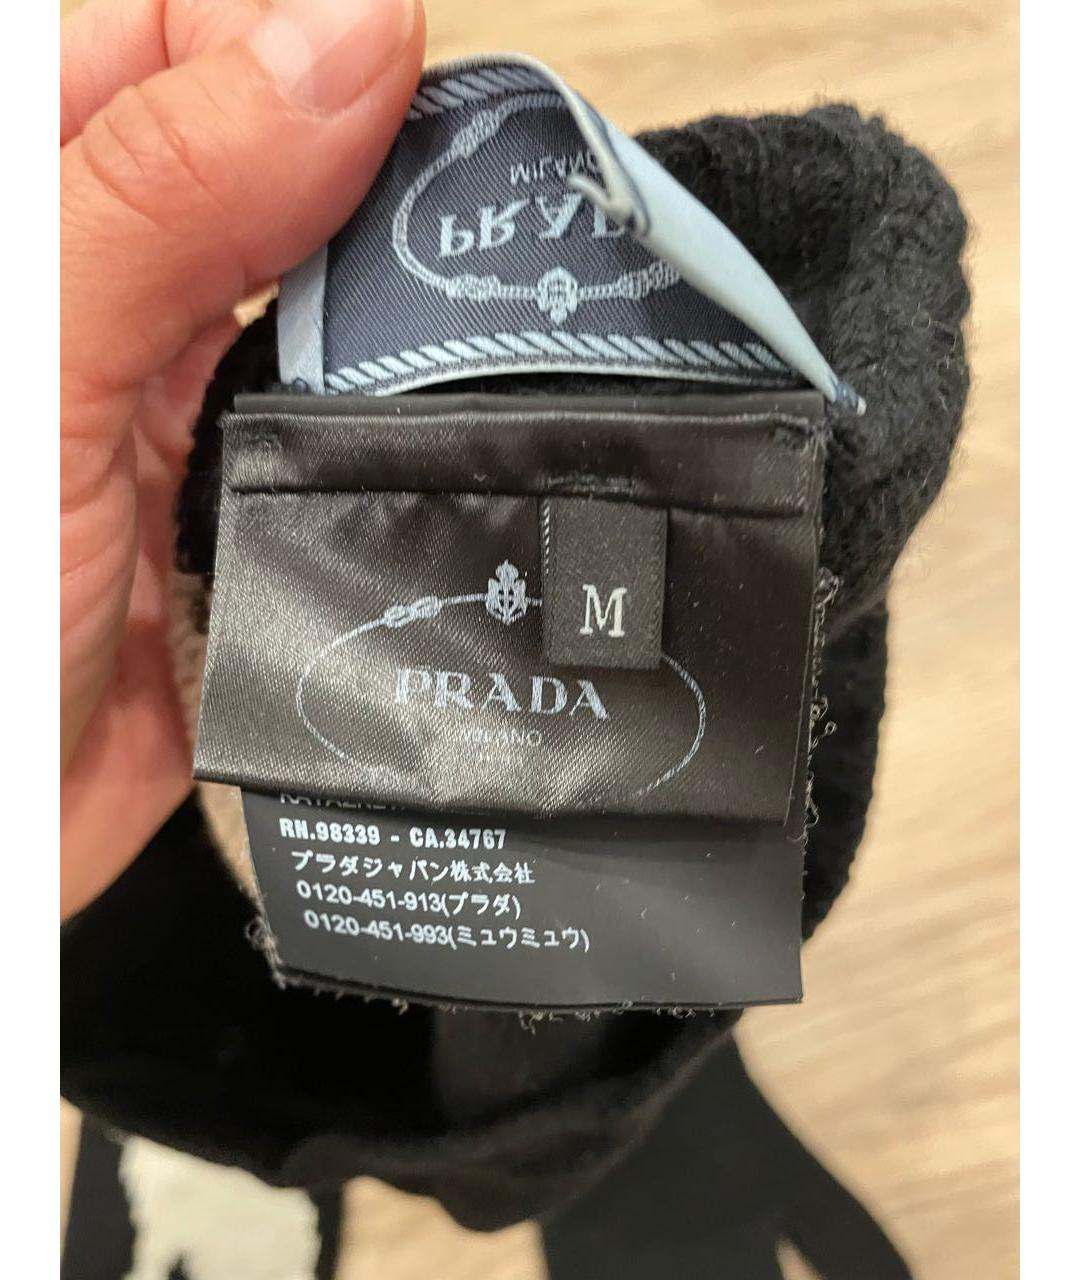 MILANO
PRADA
M
PRADA
MILANO
RN.98339 - CA.34767
プラダジャパン株式会社
0120-451-913(プラダ)
0120-451-993(ミュウミュウ)